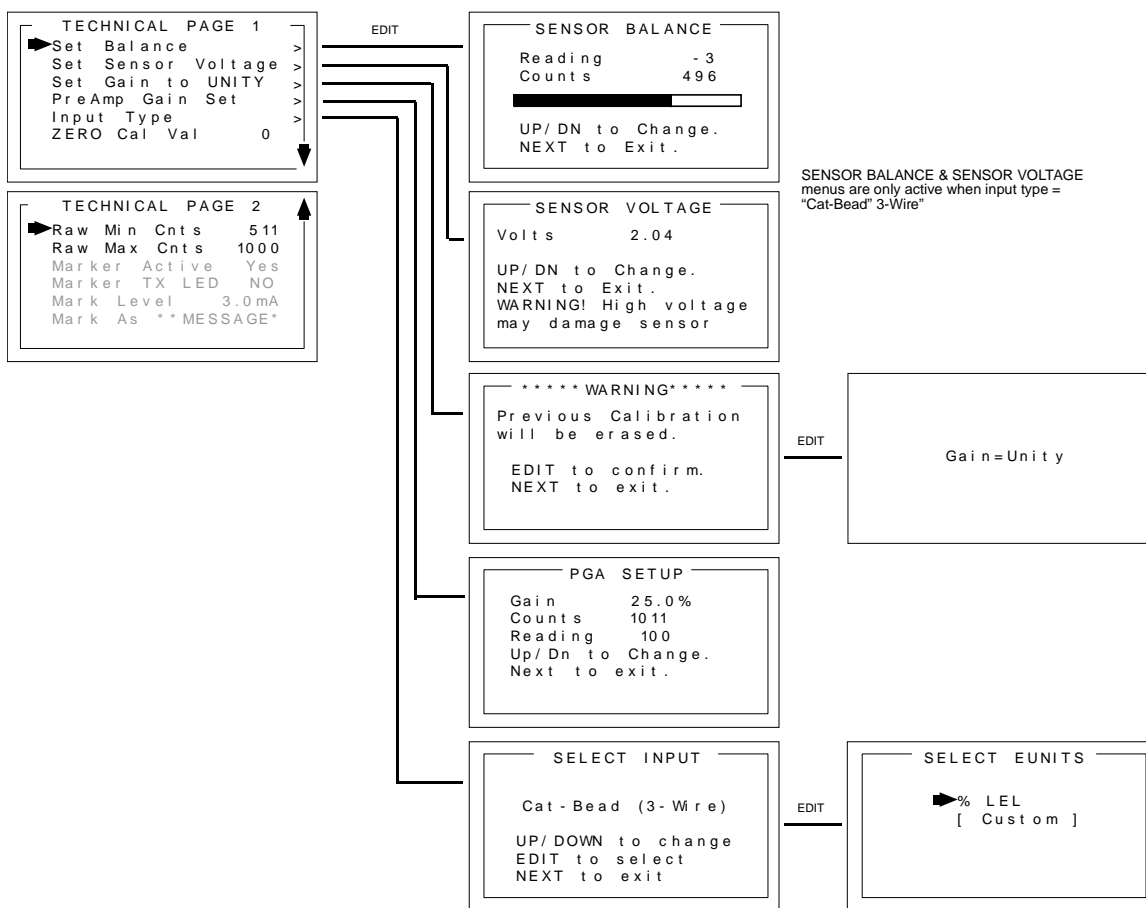 TECHNICAL PAGE 1
Set Balance >
Set Sensor Voltage >
Set Gain to UNITY >
PreAmp Gain Set >
Input Type >
ZERO Cal Val 0
EDIT
SENSOR BALANCE
Reading -3
Counts 496
UP/DN to Change.
NEXT to Exit.
SENSOR BALANCE & SENSOR VOLTAGE
menus are only active when input type =
“Cat-Bead” 3-Wire”
TECHNICAL PAGE 2
Raw Min Cnts 511
Raw Max Cnts 1000
Marker Active Yes
Marker TX LED NO
Mark Level 3.0mA
Mark As **MESSAGE*
SENSOR VOLTAGE
Volts 2.04
UP/DN to Change.
NEXT to Exit.
WARNING! High voltage
may damage sensor
*****WARNING*****
Previous Calibration
will be erased.
EDIT to confirm.
NEXT to exit.
EDIT
Gain=Unity
PGA SETUP
Gain 25.0%
Counts 1011
Reading 100
Up/Dn to Change.
Next to exit.
SELECT INPUT
Cat-Bead (3-Wire)
UP/DOWN to change
EDIT to select
NEXT to exit
EDIT
SELECT EUNITS
% LEL
[ Custom ]